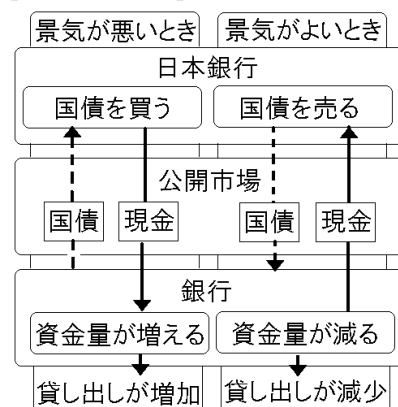 景気が悪いとき 景気がよいとき
日本銀行
国債を買う 国債を売る
公開市場
国債 現金 国債 現金
銀行
資金量が増える 資金量が減る
貸し出しが増加 貸し出しが減少